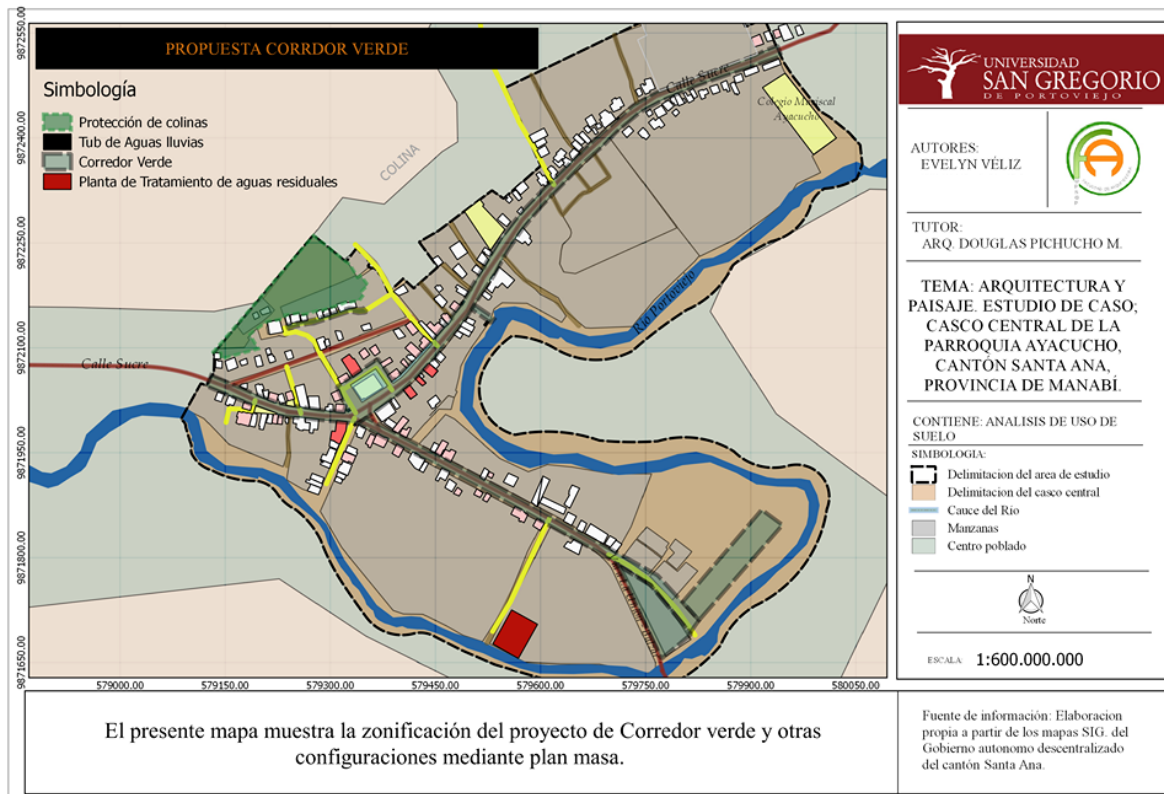 PROPUESTA CORRDOR VERDE
Simbología
Protección de colinas
Tub de Aguas lluvias
Corredor Verde
Planta de Tratamiento de aguas residuales
9872550.00
9872400.00
9872250.00
9872100.00
9871950.00
9871800.00
9871650.00
COLINA
Calle Sucre
Colegio Mariscal
Ayacucho
Río Portoviejo
Calle Sucre
579000.00
579150.00
579300.00
579450.00
579600.00
579750.00
579900.00
580050.00
UNIVERSIDAD
SAN GREGORIO
DE PORTOVIEJO
AUTORES:
EVELYN VÉLIZ
TUTOR:
ARQ. DOUGLAS PICHUCHO M.
TEMA: ARQUITECTURA Y
PAISAJE. ESTUDIO DE CASO;
CASCO CENTRAL DE LA
PARROQUIA AYACUCHO,
CANTÓN SANTA ANA,
PROVINCIA DE MANABÍ.
CONTIENE: ANALISIS DE USO DE
SUELO
SIMBOLOGIA:
Delimitacion del area de estudio
Delimitacion del casco central
Cauce del Rio
Manzanas
Centro poblado
N
Norte
ESCALA: 1:600.000.000
El presente mapa muestra la zonificación del proyecto de Corredor verde y otras
configuraciones mediante plan masa.
Fuente de información: Elaboracion
propia a partir de los mapas SIG. del
Gobierno autonomo descentralizado
del cantón Santa Ana.